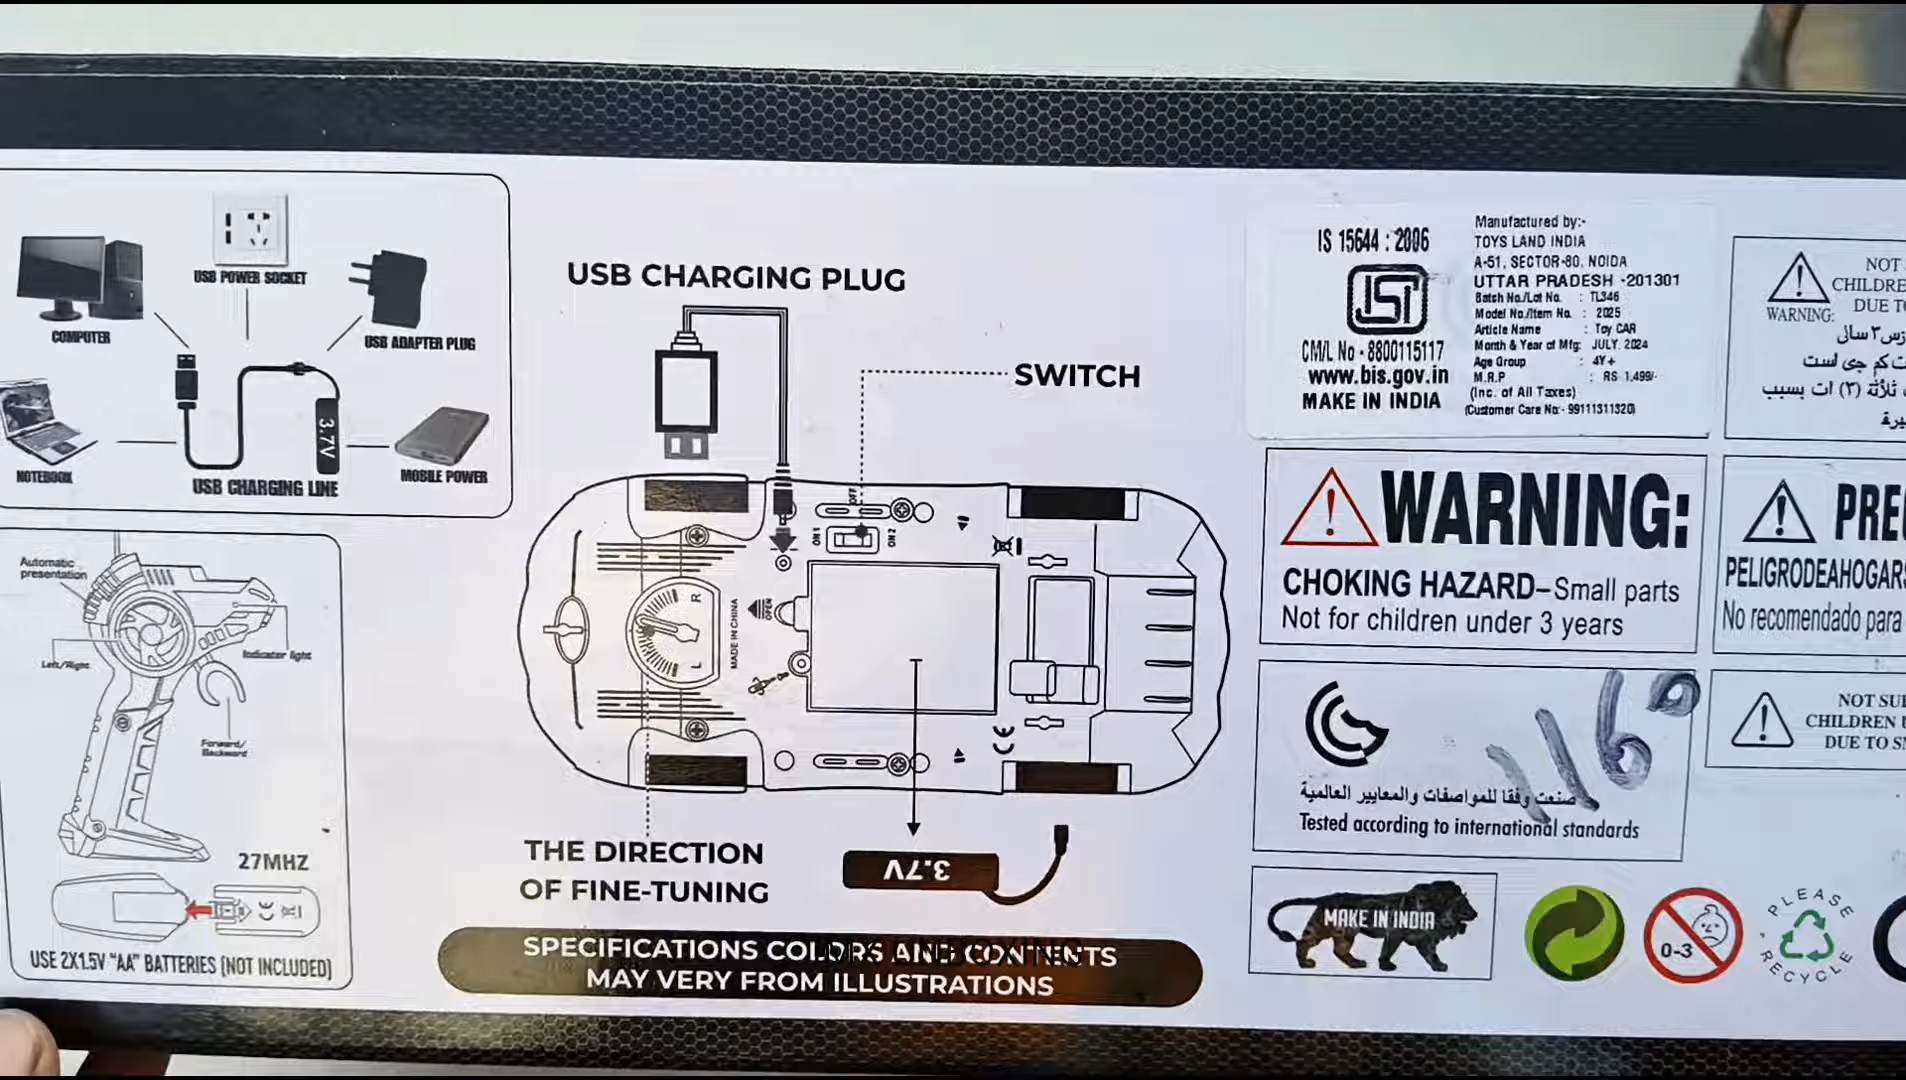 USB POWER SOCKET
COMPUTER
USB ADAPTER PLUG
3.7V
NOTEBOOK
USB CHARGING LINE
MOBILE POWER
Automatic
presentation
Left/Right
Indicator light
Forward/
Backward
27MHZ
USE 2X1.5V "AA" BATTERIES (NOT INCLUDED)
USB CHARGING PLUG
SWITCH
OFF
ON 1
ON 2
OPEN
MADE IN CHINA
R
L
THE DIRECTION
OF FINE-TUNING
3.7V
SPECIFICATIONS COLORS AND CONTENTS
MAY VERY FROM ILLUSTRATIONS
IS 15644 : 2006
CM/L No - 8800115117
www.bis.gov.in
MAKE IN INDIA
Manufactured by:-
TOYS LAND INDIA
A-51, SECTOR-80, NOIDA
UTTAR PRADESH -201301
Batch No./Lot No. : TL346
Model No./Item No. : 2025
Article Name : Toy CAR
Month & Year of Mfg: JULY. 2024
Age Group : 4Y+
M.R.P : RS 1,499/-
(Inc. of All Taxes)
(Customer Care No:- 99111311320)
WARNING:
CHOKING HAZARD–Small parts
Not for children under 3 years
صنعت وفقا للمواصفات والمعايير العالمية
Tested according to international standards
1160
MAKE IN INDIA
0-3
PLEASE
RECYCLE
NOT
CHILDRE
DUE TO
WARNING:
PELIGRODEAHOGAR
No recomendado para
NOT SU
CHILDREN U
DUE TO S